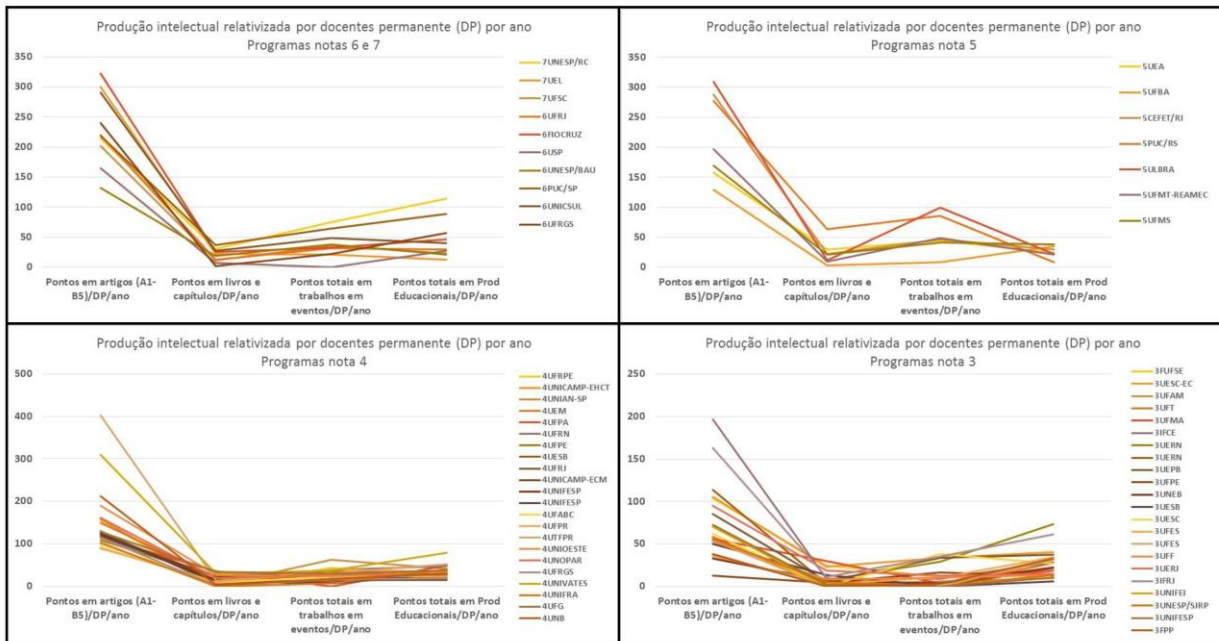 Produção intelectual relativizada por docentes permanente (DP) por ano
Programas notas 6 e 7
350
300
250
200
150
100
50
0
Pontos em artigos (A1-
B5)/DP/ano
Pontos em livros e
capítulos/DP/ano
Pontos totais em
trabalhos em
eventos/DP/ano
Pontos totais em Prod
Educacionais/DP/ano
7UNESP/RC
7UEL
7UFSC
6UFRJ
6FIOCRUZ
6USP
6UNESP/BAU
6PUC/SP
6UNICSUL
6UFRGS
Produção intelectual relativizada por docentes permanente (DP) por ano
Programas nota 5
350
300
250
200
150
100
50
0
Pontos em artigos (A1-
B5)/DP/ano
Pontos em livros e
capítulos/DP/ano
Pontos totais em
trabalhos em
eventos/DP/ano
Pontos totais em Prod
Educacionais/DP/ano
5UEA
5UFBA
5CEFET/RJ
5PUC/RS
5ULBRA
5UFMT-REAMEC
5UFMS
Produção intelectual relativizada por docentes permanente (DP) por ano
Programas nota 4
500
400
300
200
100
0
Pontos em artigos (A1-
B5)/DP/ano
Pontos em livros e
capítulos/DP/ano
Pontos totais em
trabalhos em
eventos/DP/ano
Pontos totais em Prod
Educacionais/DP/ano
4UFRPE
4UNICAMP-EHCT
4UNIAN-SP
4UEM
4UFPA
4UFRN
4UFPE
4UESB
4UFRJ
4UNICAMP-ECM
4UNIFESP
4UNIFESP
4UFABC
4UFPR
4UTFPR
4UNIOESTE
4UNOPAR
4UFRGS
4UNIVATES
4UNIFRA
4UFG
4UNB
Produção intelectual relativizada por docentes permanente (DP) por ano
Programas nota 3
250
200
150
100
50
0
Pontos em artigos (A1-
B5)/DP/ano
Pontos em livros e
capítulos/DP/ano
Pontos totais em
trabalhos em
eventos/DP/ano
Pontos totais em Prod
Educacionais/DP/ano
3FUFSE
3UESC-EC
3UFAM
3UFT
3UFMA
3IFCE
3UERN
3UERN
3UEPB
3UFPE
3UNEB
3UESB
3UESC
3UFES
3UFES
3UFF
3UERJ
3IFRJ
3UNIFEI
3UNESP/SJRP
3UNIFESP
3FPP